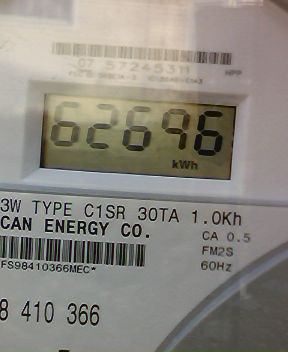 07 57245311
HPP
62696
kWh
3W TYPE C1SR 30TA 1.0Kh
CAN ENERGY CO.
CA 0.5
FM2S
60Hz
FS98410366MEC*
8 410 366